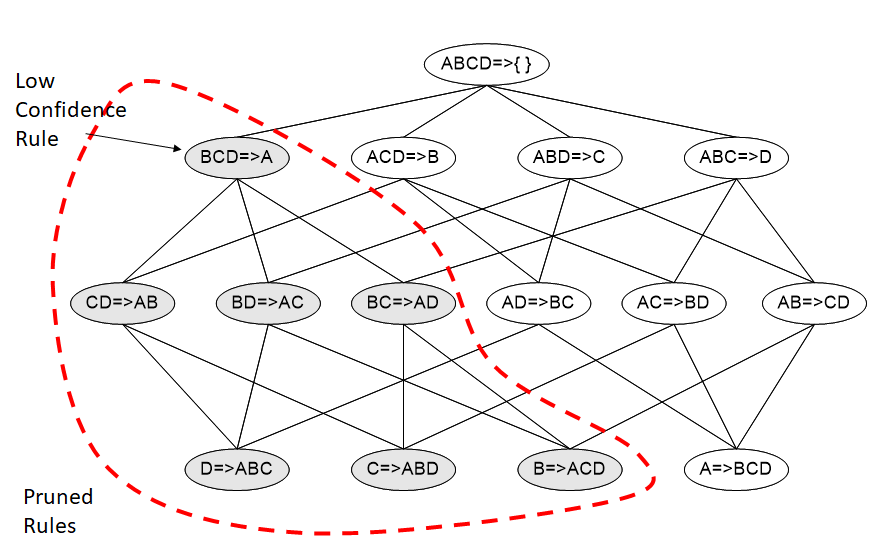 ABCD=>{ }
Low
Confidence
Rule
BCD=>A
ACD=>B
ABD=>C
ABC=>D
CD=>AB
BD=>AC
BC=>AD
AD=>BC
AC=>BD
AB=>CD
D=>ABC
C=>ABD
B=>ACD
A=>BCD
Pruned
Rules